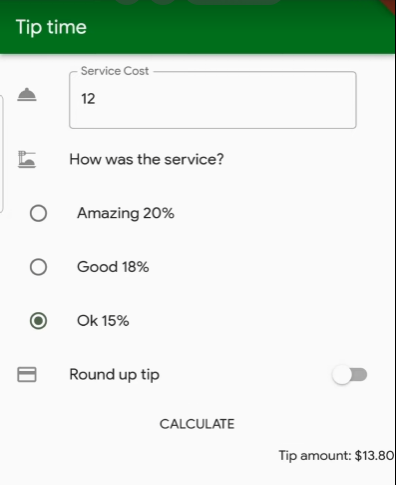 Tip time
Service Cost
12
How was the service?
Amazing 20%
Good 18%
Ok 15%
Round up tip
CALCULATE
Tip amount: $13.80